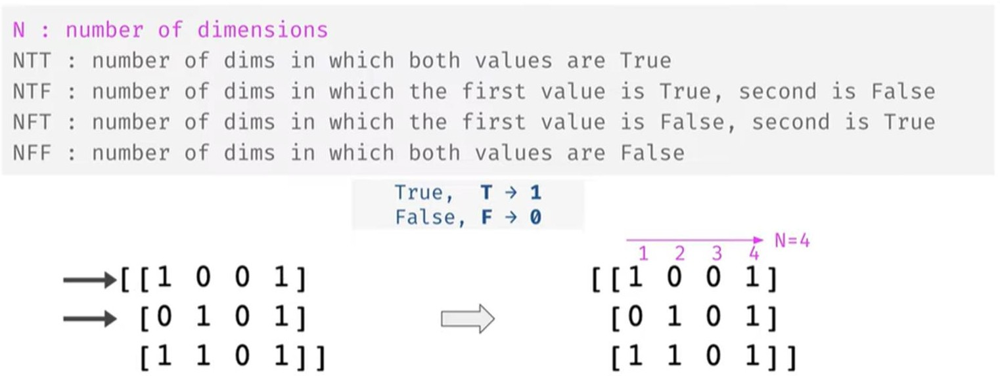 N : number of dimensions
NTT : number of dims in which both values are True
NTF : number of dims in which the first value is True, second is False
NFT : number of dims in which the first value is False, second is True
NFF : number of dims in which both values are False
True, T → 1
False, F → 0
N=4
1 2 3 4
[[1 0 0 1]
[0 1 0 1]
[1 1 0 1]]
[[1 0 0 1]
[0 1 0 1]
[1 1 0 1]]